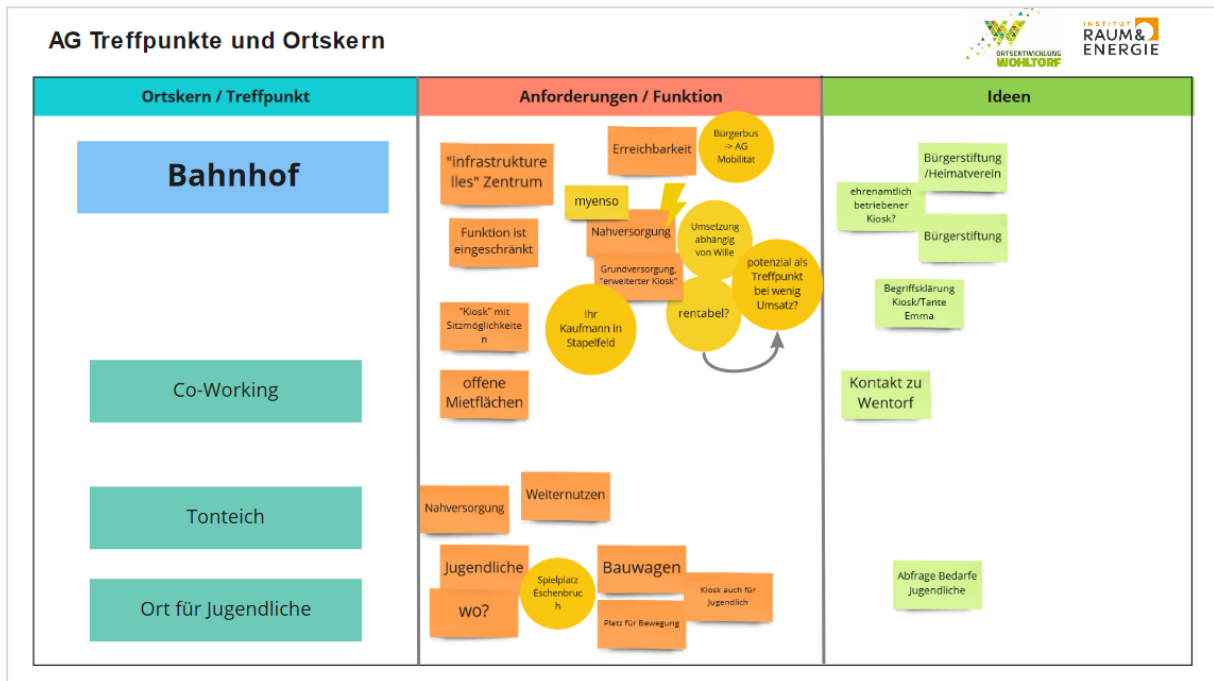 AG Treffpunkte und Ortskern
ORTSENTWICKLUNG
WOHLTORF
INSTITUT
RAUM&
ENERGIE
Ortskern / Treffpunkt
Anforderungen / Funktion
Ideen
Bahnhof
"infrastrukture
lles" Zentrum
Erreichbarkeit
Bürgerbus
-> AG
Mobilität
myenso
Funktion ist
eingeschränkt
Nahversorgung
Umsetzung
abhängig
von Wille
Grundversorgung,
"erweiterter Kiosk"
potenzial als
Treffpunkt
bei wenig
Umsatz?
rentabel?
"Kiosk" mit
Sitzmöglichkeite
n
Ihr
Kaufmann in
Stapelfeld
Bürgerstiftung
/Heimatverein
ehrenamtlich
betriebener
Kiosk?
Bürgerstiftung
Begriffsklärung
Kiosk/Tante
Emma
Co-Working
offene
Mietflächen
Kontakt zu
Wentorf
Tonteich
Nahversorgung
Weiternutzen
Ort für Jugendliche
Jugendliche
wo?
Spielplatz
Eschenbruc
h
Bauwagen
Kiosk auch für
Jugendlich
Platz für Bewegung
Abfrage Bedarfe
Jugendliche